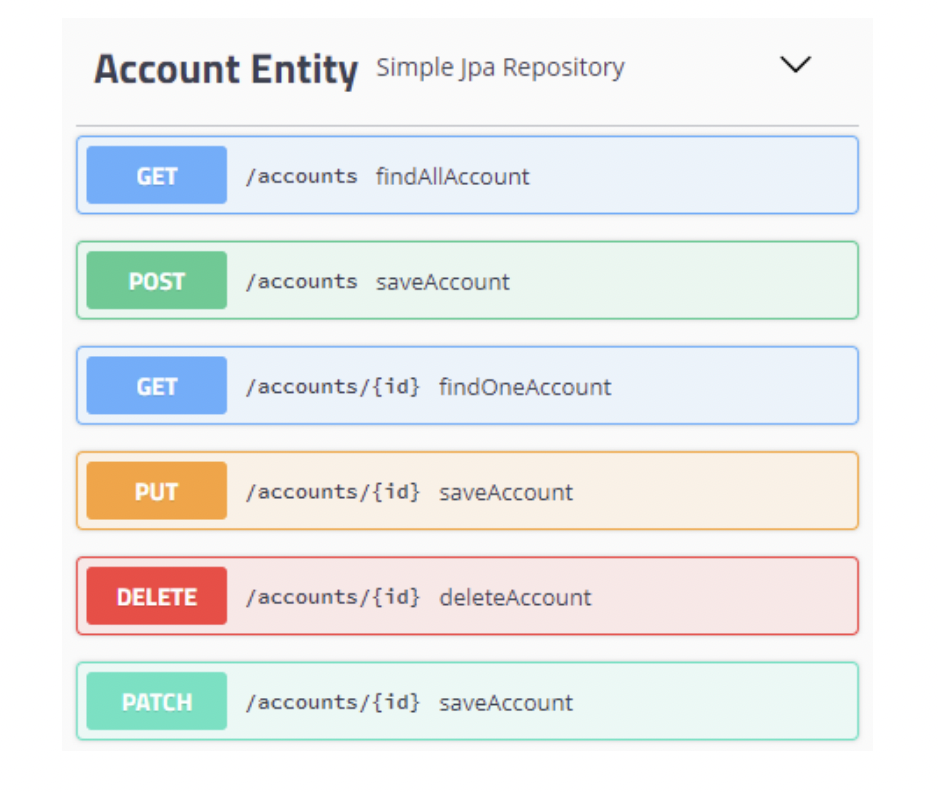 Account Entity Simple Jpa Repository
GET /accounts findAllAccount
POST /accounts saveAccount
GET /accounts/{id} findOneAccount
PUT /accounts/{id} saveAccount
DELETE /accounts/{id} deleteAccount
PATCH /accounts/{id} saveAccount